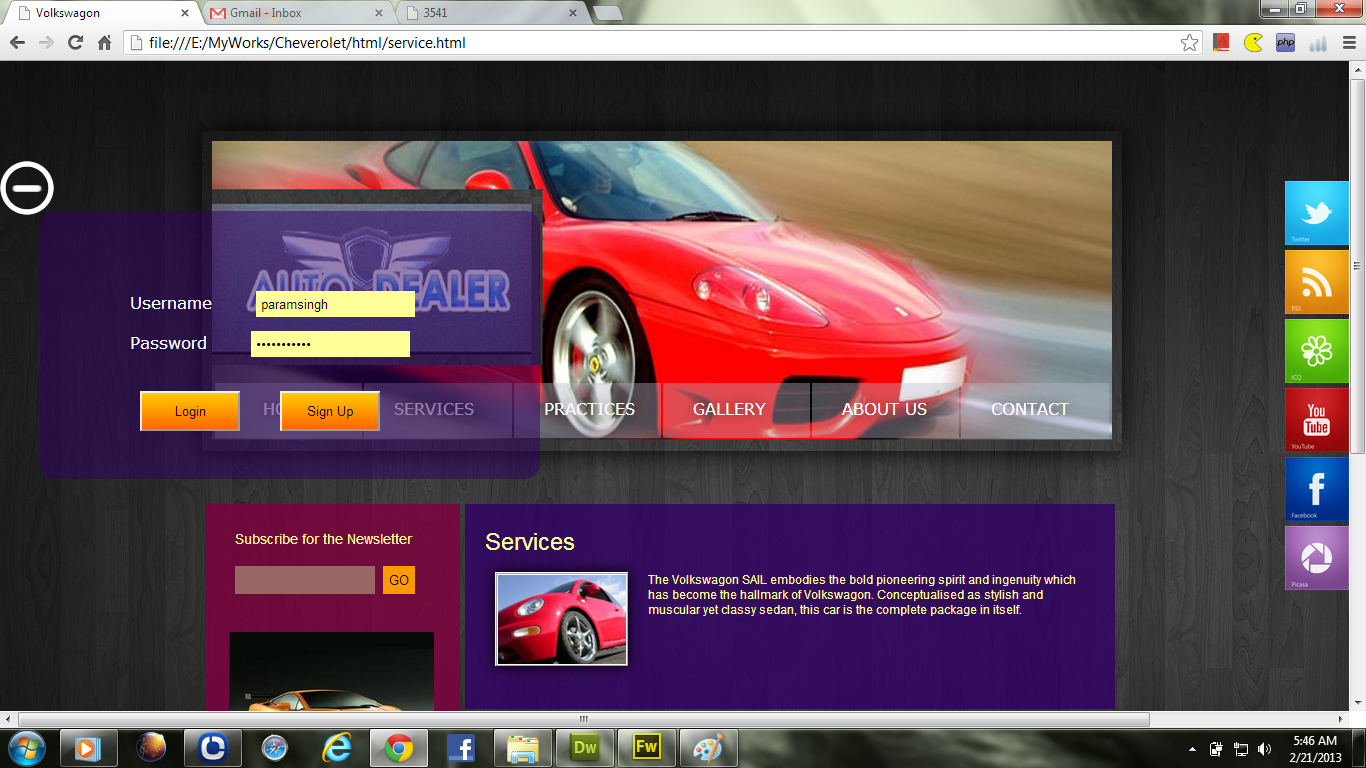 Volkswagon
Gmail - Inbox
3541
file:///E:/MyWorks/Cheverolet/html/service.html
php
AUTO DEALER
Username
paramsingh
Password
•••••••••••
Login
Sign Up
SERVICES
PRACTICES
GALLERY
ABOUT US
CONTACT
Twitter
RSS
ICQ
You
Tube
YouTube
Facebook
Picasa
Subscribe for the Newsletter
GO
Services
The Volkswagon SAIL embodies the bold pioneering spirit and ingenuity which
has become the hallmark of Volkswagon. Conceptualised as stylish and
muscular yet classy sedan, this car is the complete package in itself.
Dw
Fw
5:46 AM
2/21/2013